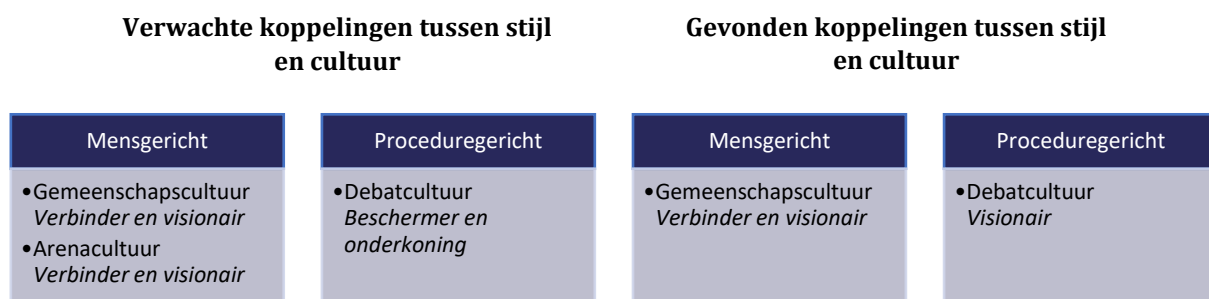 Verwachte koppelingen tussen stijl
en cultuur
Gevonden koppelingen tussen stijl
en cultuur
Mensgericht
•Gemeenschapscultuur
Verbinder en visionair
•Arenacultuur
Verbinder en visionair
Proceduregericht
•Debatcultuur
Beschermer en
onderkoning
Mensgericht
•Gemeenschapscultuur
Verbinder en visionair
Proceduregericht
•Debatcultuur
Visionair